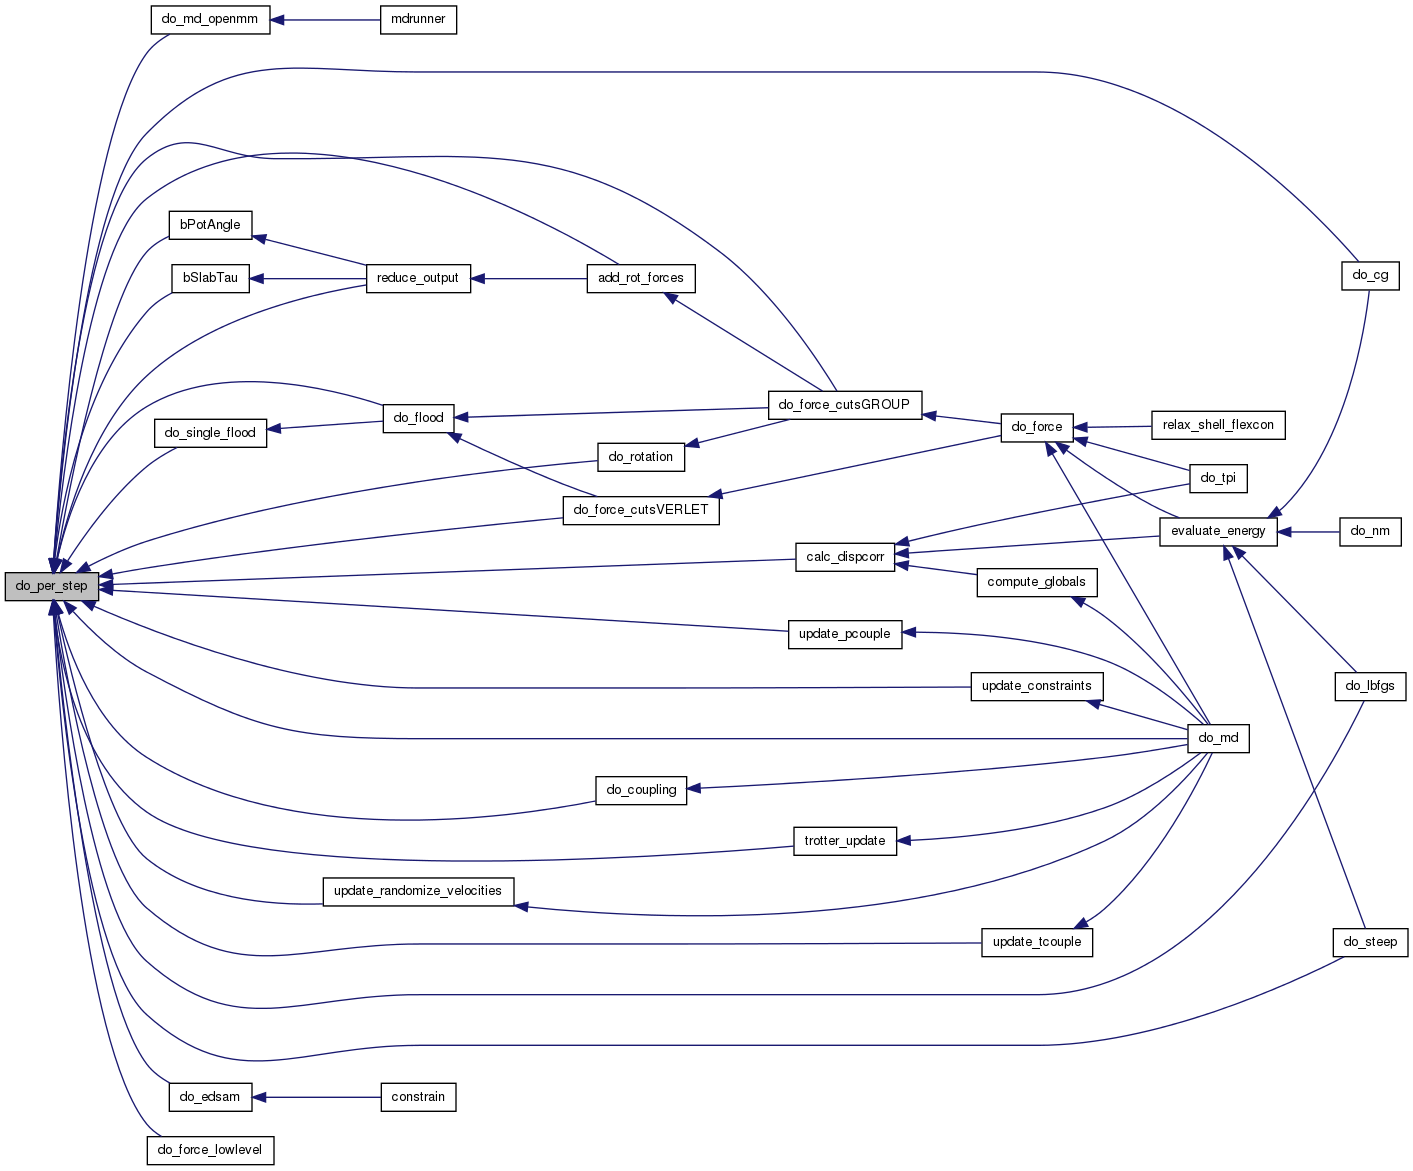 do_md_openmm
mdrunner
bPotAngle
bSlabTau
reduce_output
add_rot_forces
do_cg
do_flood
do_force_cutsGROUP
do_single_flood
do_force
relax_shell_flexcon
do_rotation
do_tpi
do_force_cutsVERLET
evaluate_energy
do_nm
calc_dispcorr
do_per_step
compute_globals
update_pcouple
update_constraints
do_lbfgs
do_md
do_coupling
trotter_update
update_randomize_velocities
update_tcouple
do_steep
do_edsam
constrain
do_force_lowlevel